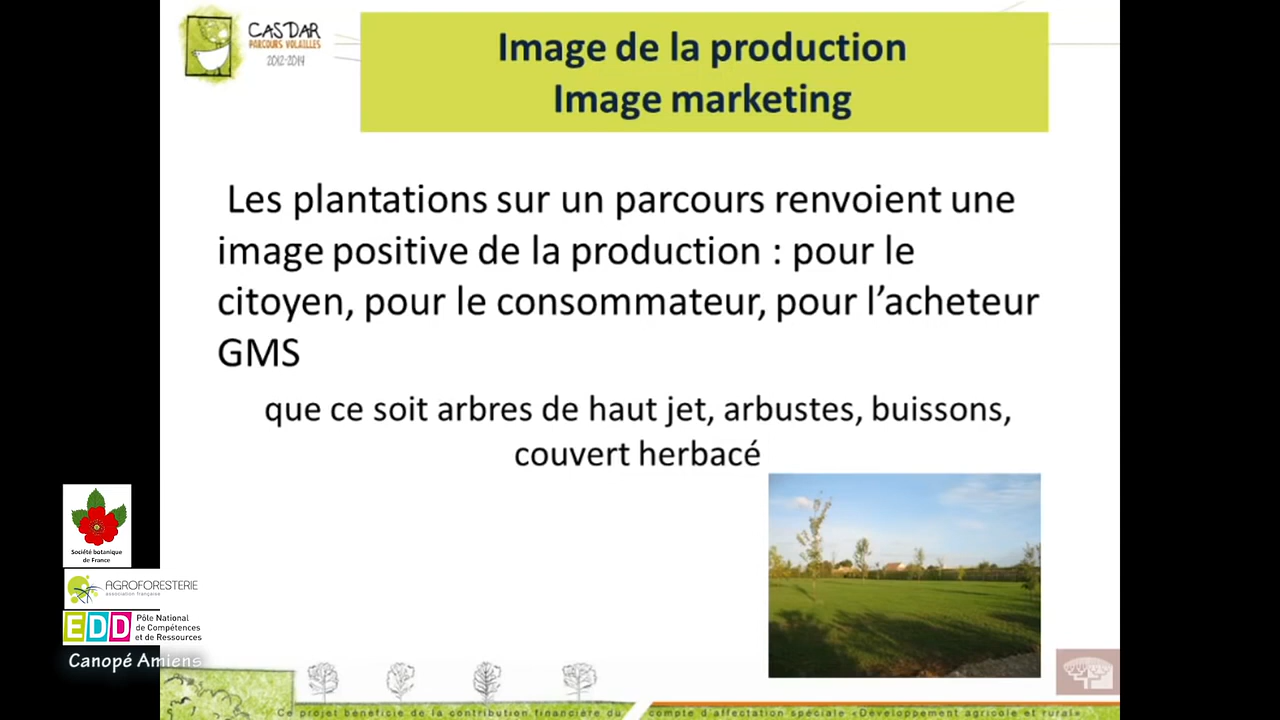 CASDAR
PARCOURS VOLAILLES
2012-2014
Image de la production
Image marketing
Les plantations sur un parcours renvoient une
image positive de la production : pour le
citoyen, pour le consommateur, pour l’acheteur
GMS
que ce soit arbres de haut jet, arbustes, buissons,
couvert herbacé
Société botanique
de France
AGROFORESTERIE
association française
EDD
Pôle National
de Compétences
et de Ressources
Canopé Amiens
Ce projet bénéficie de la contribution financière du compte d'affectation spéciale «Développement agricole et rural»